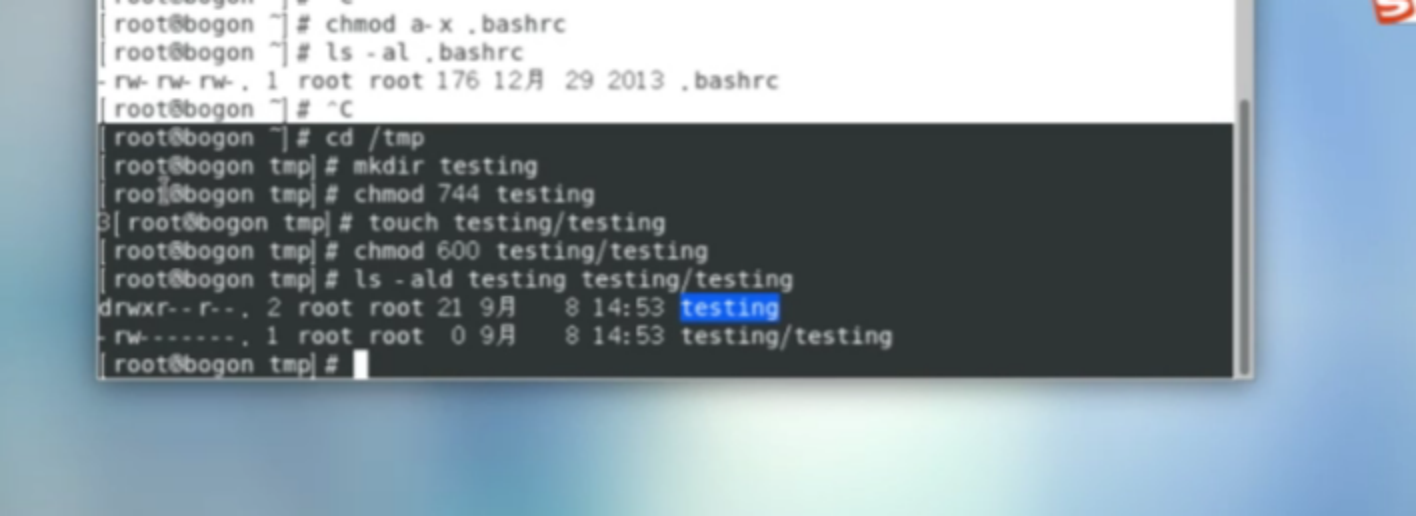 [root@bogon ~]# chmod a-x .bashrc
[root@bogon ~]# ls -al .bashrc
-rw-rw-rw-. 1 root root 176 12月 29 2013 .bashrc
[root@bogon ~]# ^C
[root@bogon ~]# cd /tmp
[root@bogon tmp]# mkdir testing
[root@bogon tmp]# chmod 744 testing
3[root@bogon tmp]# touch testing/testing
[root@bogon tmp]# chmod 600 testing/testing
[root@bogon tmp]# ls -ald testing testing/testing
drwxr--r--. 2 root root 21 9月 8 14:53 testing
-rw-------. 1 root root 0 9月 8 14:53 testing/testing
[root@bogon tmp]#